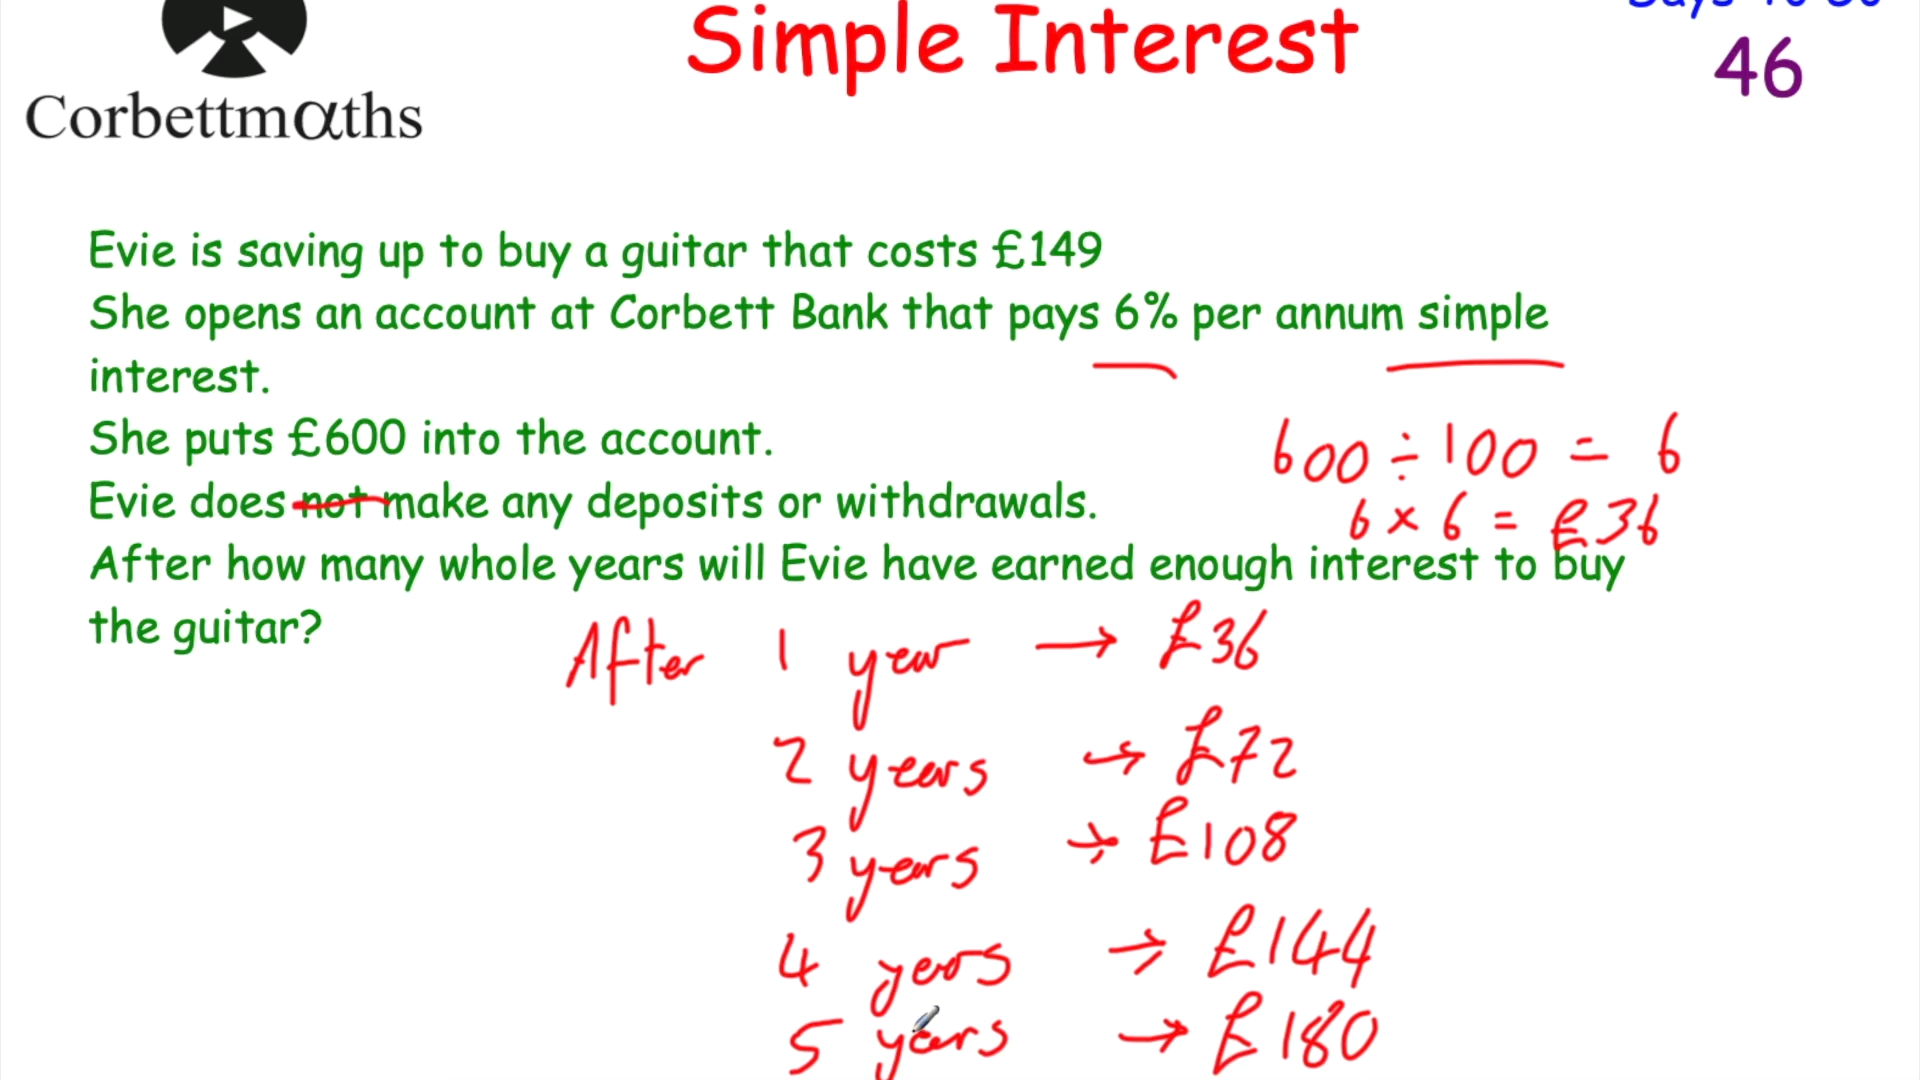 Simple Interest
46
Corbettmαths
Evie is saving up to buy a guitar that costs £149
She opens an account at Corbett Bank that pays 6% per annum simple
interest.
She puts £600 into the account.
Evie does not make any deposits or withdrawals.
After how many whole years will Evie have earned enough interest to buy
the guitar?
600 ÷ 100 = 6
6 × 6 = £36
After 1 year → £36
2 years → £72
3 years → £108
4 years → £144
5 years → £180